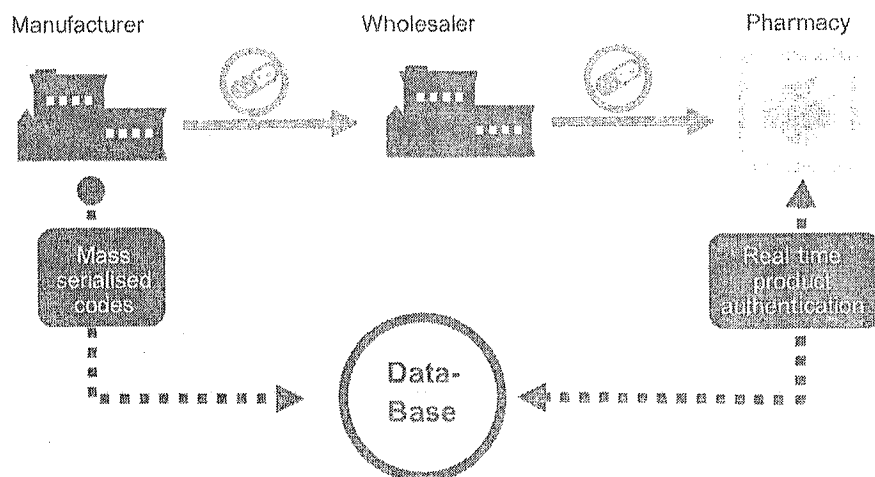 Manufacturer
Wholesaler
Pharmacy
Mass
serialised
codes
Real time
product
authentication
Data-
Base